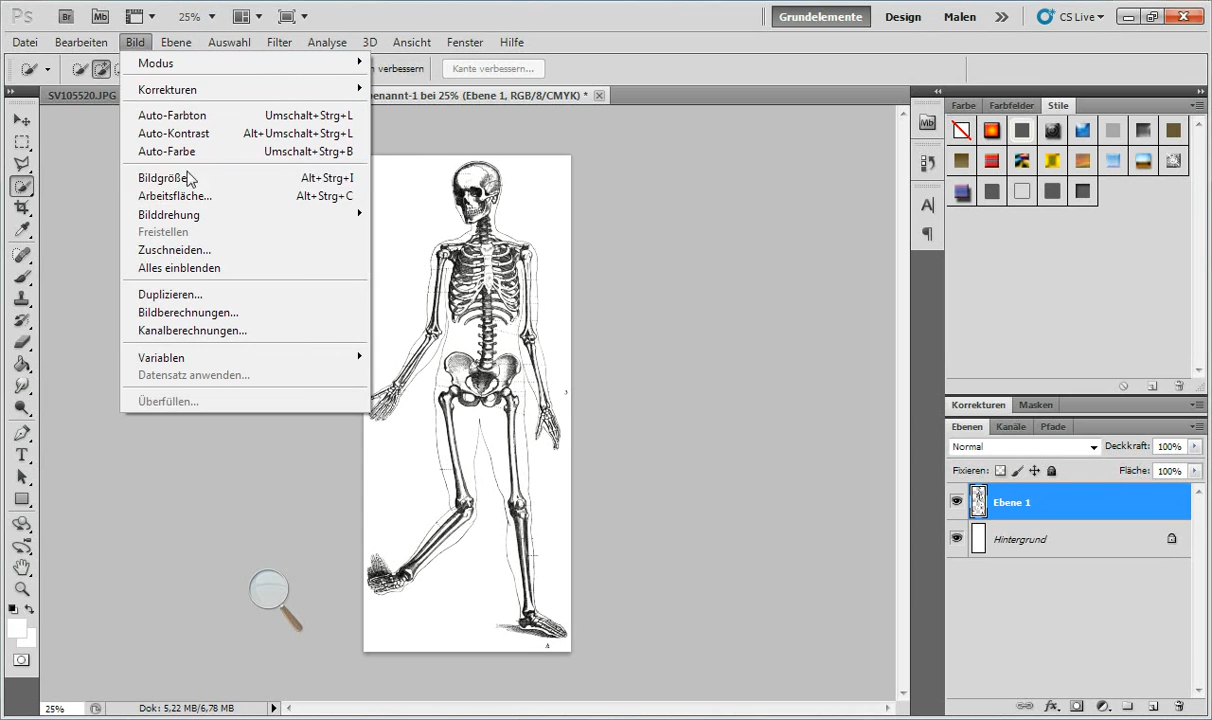 Ps Br Mb 25% Grundelemente Design Malen CS Live
Datei Bearbeiten Bild Ebene Auswahl Filter Analyse 3D Ansicht Fenster Hilfe
verbessern Kante verbessern...
SV105520.JPG
enannt-1 bei 25% (Ebene 1, RGB/8/CMYK) *
Modus
Korrekturen
Auto-Farbton Umschalt+Strg+L
Auto-Kontrast Alt+Umschalt+Strg+L
Auto-Farbe Umschalt+Strg+B
Bildgröße Alt+Strg+I
Arbeitsfläche... Alt+Strg+C
Bilddrehung
Freistellen
Zuschneiden...
Alles einblenden
Duplizieren...
Bildberechnungen...
Kanalberechnungen...
Variablen
Datensatz anwenden...
Überfüllen...
Farbe Farbfelder Stile
Mb
A
Korrekturen Masken
Ebenen Kanäle Pfade
Normal Deckkraft: 100%
Fixieren: Fläche: 100%
Ebene 1
Hintergrund
fx
T
25% Dok: 5,22 MB/6,78 MB